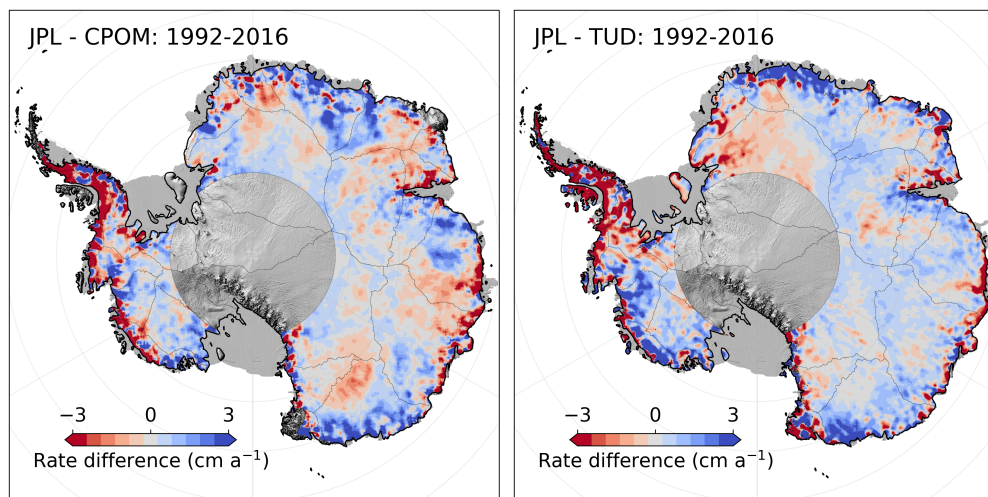 JPL - CPOM: 1992-2016
−3 0 3
Rate difference (cm a⁻¹)
JPL - TUD: 1992-2016
−3 0 3
Rate difference (cm a⁻¹)